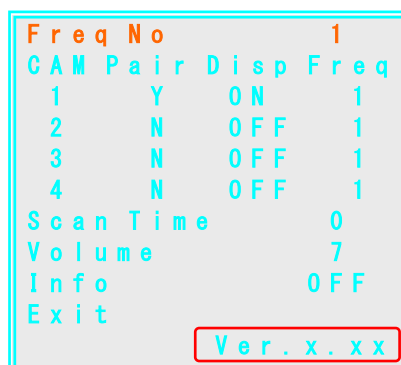 Freq No 1
CAM Pair Disp Freq
1 Y ON 1
2 N OFF 1
3 N OFF 1
4 N OFF 1
Scan Time 0
Volume 7
Info OFF
Exit
Ver.x.xx